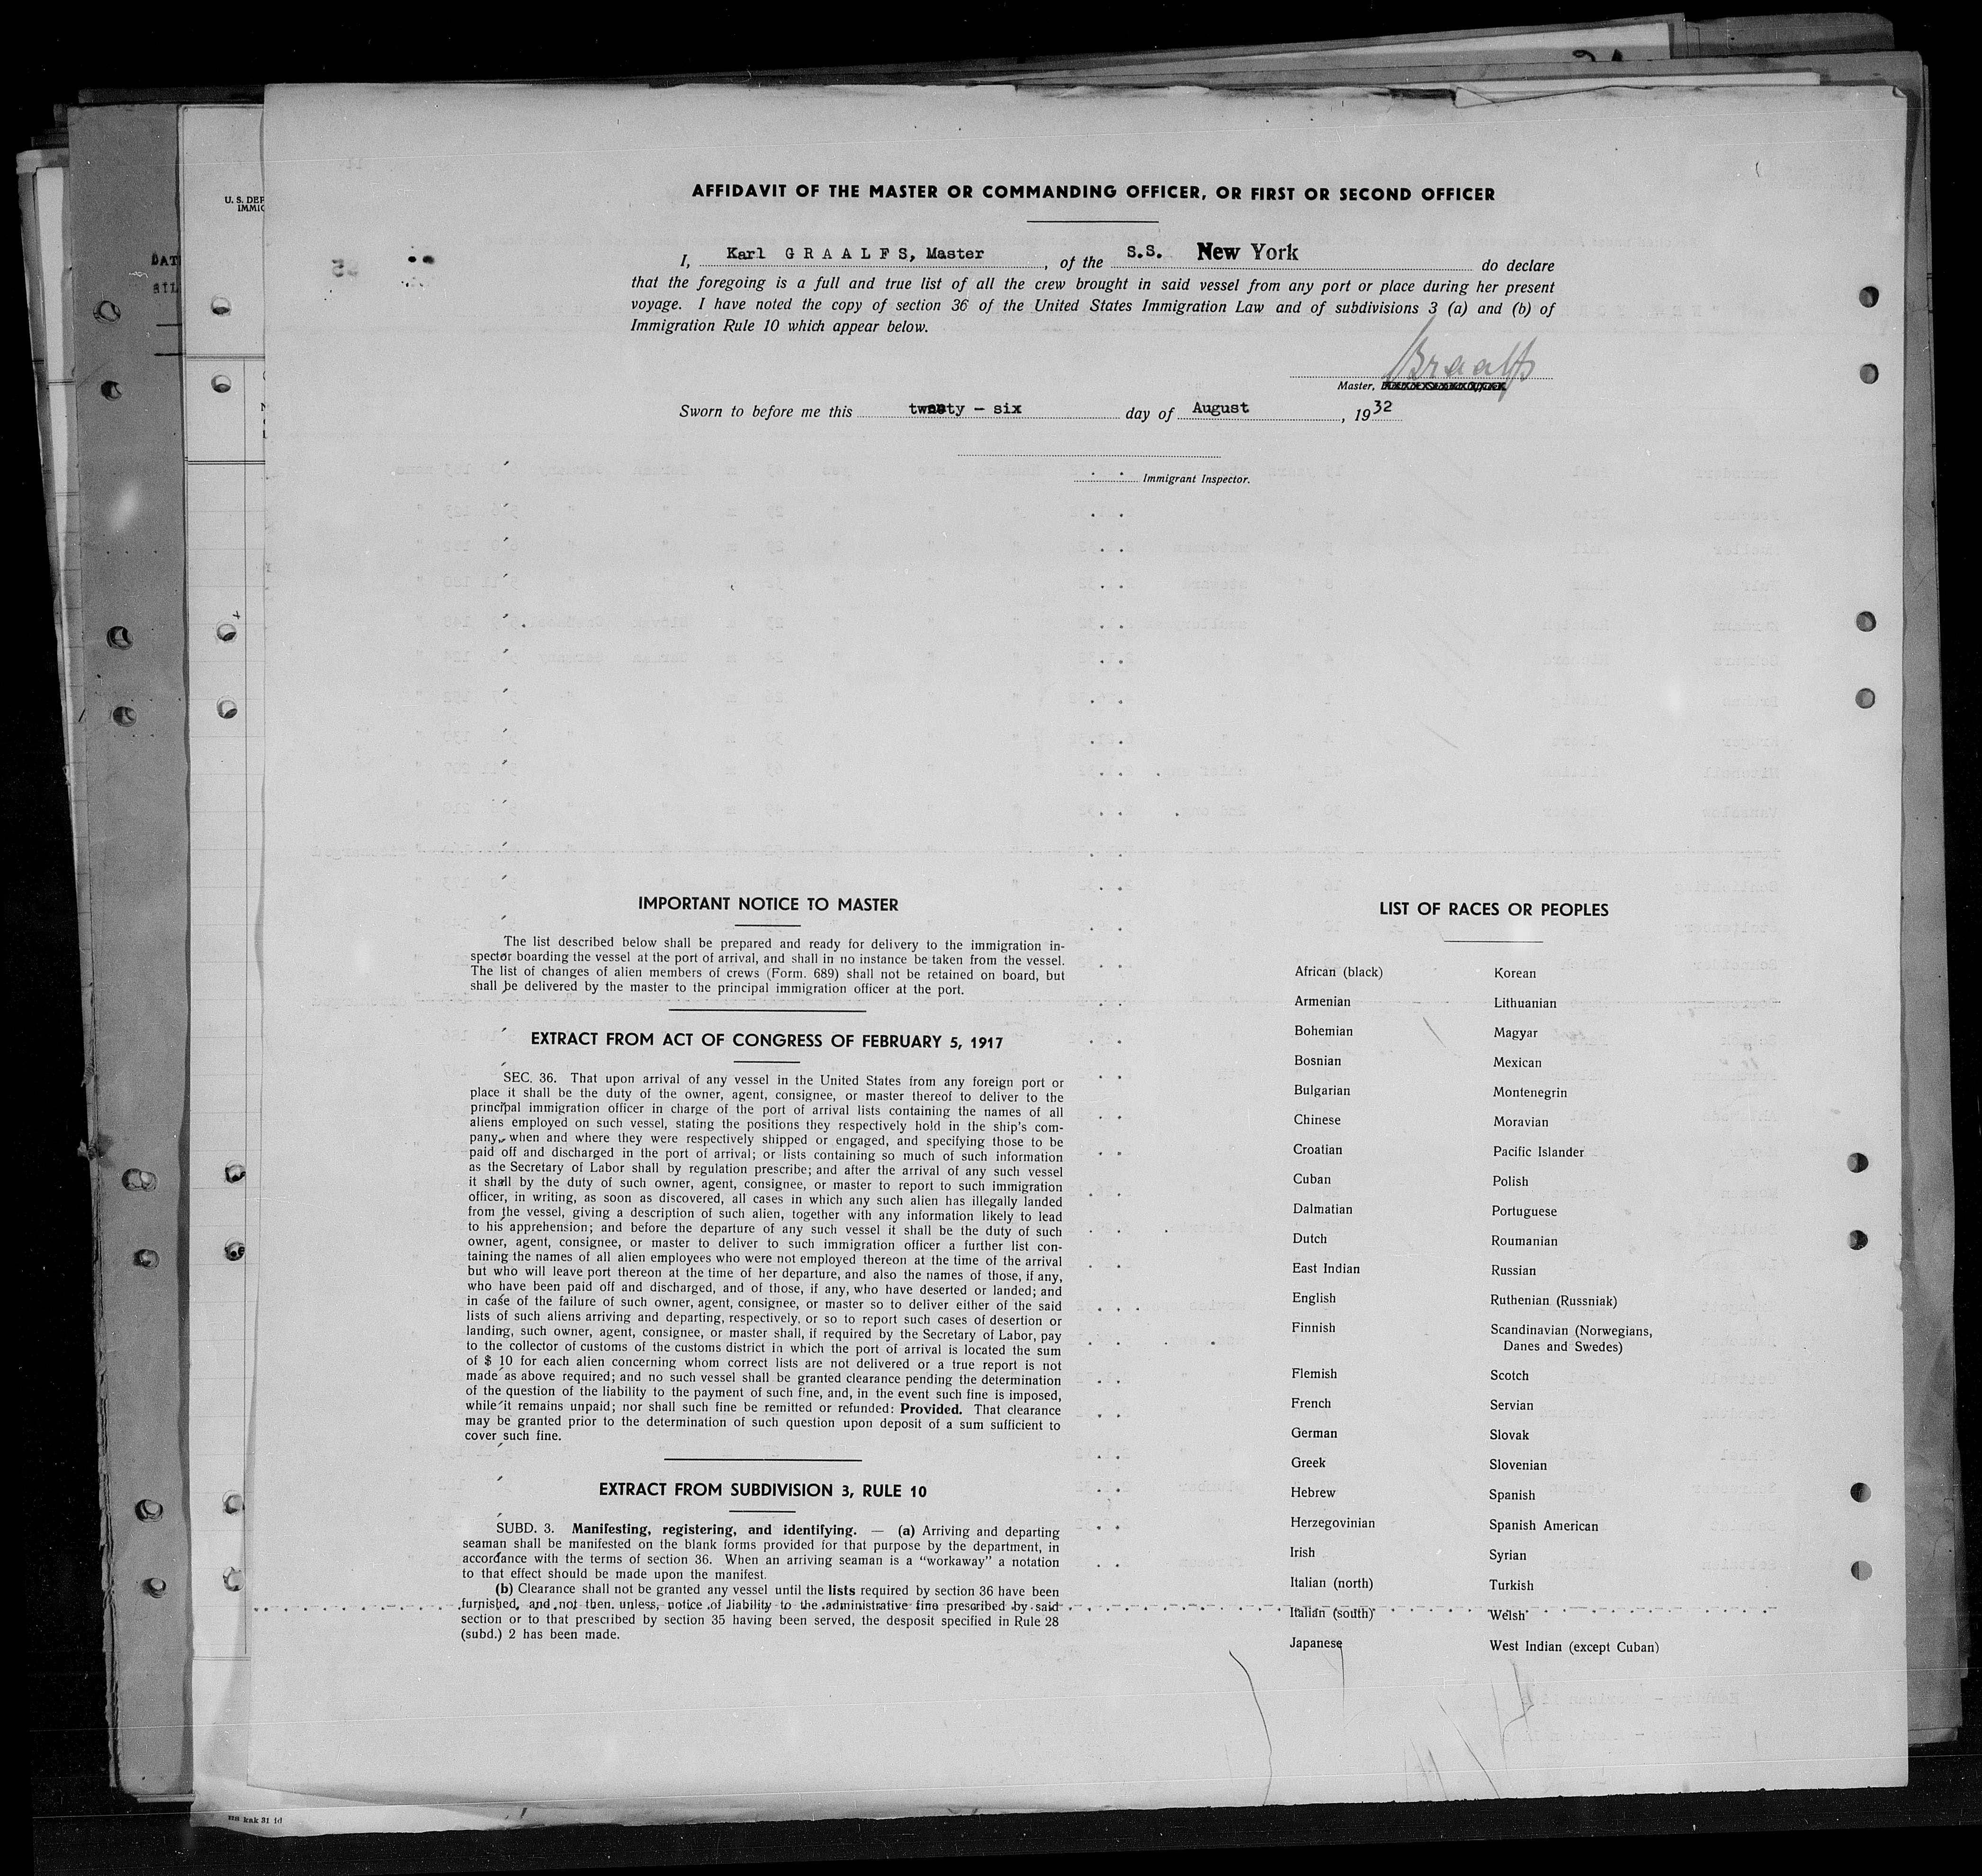 U. S. DEP
IMMIG
DAT
AFFIDAVIT OF THE MASTER OR COMMANDING OFFICER, OR FIRST OR SECOND OFFICER
I, Karl G R A A L F S, Master, of the S.S. New York do declare
that the foregoing is a full and true list of all the crew brought in said vessel from any port or place during her present
voyage. I have noted the copy of section 36 of the United States Immigration Law and of subdivisions 3 (a) and (b) of
Immigration Rule 10 which appear below.
Graalfs
Master,
Sworn to before me this twenty - six day of August, 1932
Immigrant Inspector.
IMPORTANT NOTICE TO MASTER
The list described below shall be prepared and ready for delivery to the immigration in-
spector boarding the vessel at the port of arrival, and shall in no instance be taken from the vessel.
The list of changes of alien members of crews (Form. 689) shall not be retained on board, but
shall be delivered by the master to the principal immigration officer at the port.
EXTRACT FROM ACT OF CONGRESS OF FEBRUARY 5, 1917
SEC. 36. That upon arrival of any vessel in the United States from any foreign port or
place it shall be the duty of the owner, agent, consignee, or master thereof to deliver to the
principal immigration officer in charge of the port of arrival lists containing the names of all
aliens employed on such vessel, stating the positions they respectively hold in the ship's com-
pany, when and where they were respectively shipped or engaged, and specifying those to be
paid off and discharged in the port of arrival; or lists containing so much of such information
as the Secretary of Labor shall by regulation prescribe; and after the arrival of any such vessel
it shall by the duty of such owner, agent, consignee, or master to report to such immigration
officer, in writing, as soon as discovered, all cases in which any such alien has illegally landed
from the vessel, giving a description of such alien, together with any information likely to lead
to his apprehension; and before the departure of any such vessel it shall be the duty of such
owner, agent, consignee, or master to deliver to such immigration officer a further list con-
taining the names of all alien employees who were not employed thereon at the time of the arrival
but who will leave port thereon at the time of her departure, and also the names of those, if any,
who have been paid off and discharged, and of those, if any, who have deserted or landed; and
in case of the failure of such owner, agent, consignee, or master so to deliver either of the said
lists of such aliens arriving and departing, respectively, or so to report such cases of desertion or
landing, such owner, agent, consignee, or master shall, if required by the Secretary of Labor, pay
to the collector of customs of the customs district in which the port of arrival is located the sum
of $ 10 for each alien concerning whom correct lists are not delivered or a true report is not
made as above required; and no such vessel shall be granted clearance pending the determination
of the question of the liability to the payment of such fine, and, in the event such fine is imposed,
while it remains unpaid; nor shall such fine be remitted or refunded: Provided. That clearance
may be granted prior to the determination of such question upon deposit of a sum sufficient to
cover such fine.
EXTRACT FROM SUBDIVISION 3, RULE 10
SUBD. 3. Manifesting, registering, and identifying. — (a) Arriving and departing
seaman shall be manifested on the blank forms provided for that purpose by the department, in
accordance with the terms of section 36. When an arriving seaman is a "workaway" a notation
to that effect should be made upon the manifest.
(b) Clearance shall not be granted any vessel until the lists required by section 36 have been
furnished, and not then. unless, notice of liability to the administrative fine prescribed by said
section or to that prescribed by section 35 having been served, the desposit specified in Rule 28
(subd.) 2 has been made.
LIST OF RACES OR PEOPLES
African (black)
Armenian
Bohemian
Bosnian
Bulgarian
Chinese
Croatian
Cuban
Dalmatian
Dutch
East Indian
English
Finnish
Flemish
French
German
Greek
Hebrew
Herzegovinian
Irish
Italian (north)
Italian (south)
Japanese
Korean
Lithuanian
Magyar
Mexican
Montenegrin
Moravian
Pacific Islander
Polish
Portuguese
Roumanian
Russian
Ruthenian (Russniak)
Scandinavian (Norwegians,
Danes and Swedes)
Scotch
Servian
Slovak
Slovenian
Spanish
Spanish American
Syrian
Turkish
Welsh
West Indian (except Cuban)